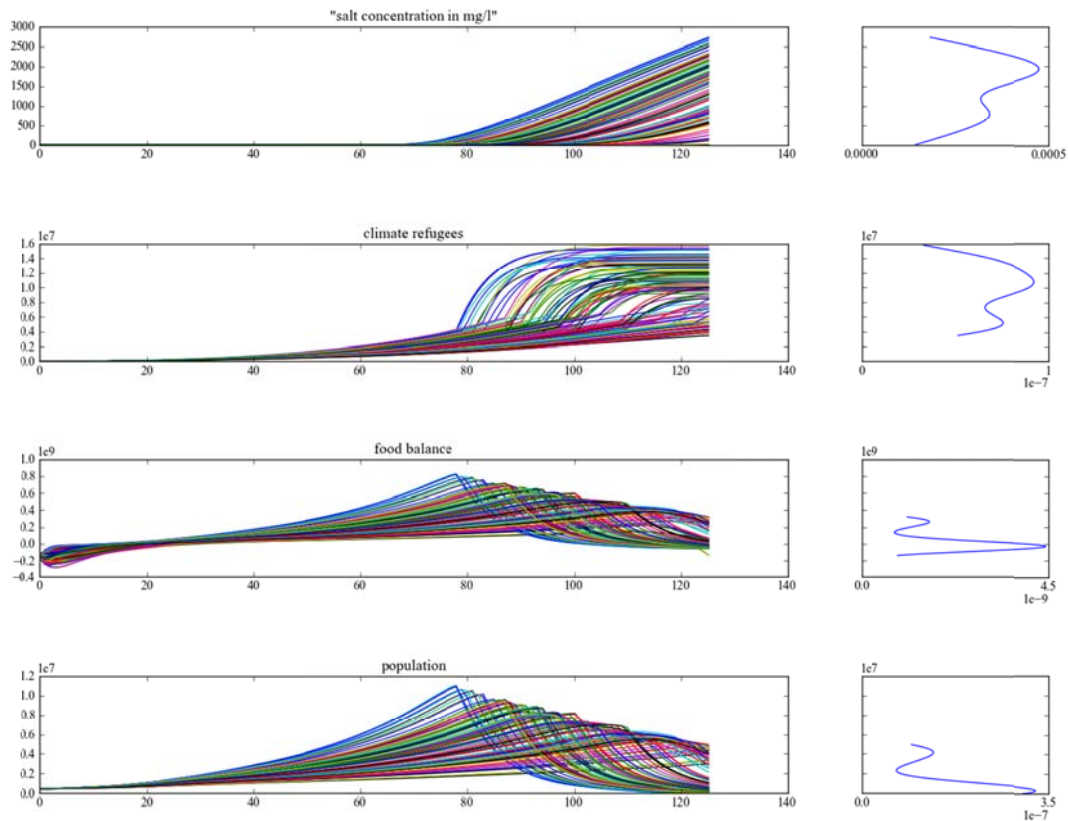 "salt concentration in mg/l"
3000
2500
2000
1500
1000
500
0
0 20 40 60 80 100 120 140
0.0000 0.0005
climate refugees
1e7
1.6
1.4
1.2
1.0
0.8
0.6
0.4
0.2
0.0
0 20 40 60 80 100 120 140
1e7
0 1
1e−7
food balance
1e9
1.0
0.8
0.6
0.4
0.2
0.0
−0.2
−0.4
0 20 40 60 80 100 120 140
1e9
0.0 4.5
1e−9
population
1e7
1.2
1.0
0.8
0.6
0.4
0.2
0.0
0 20 40 60 80 100 120 140
1e7
0.0 3.5
1e−7